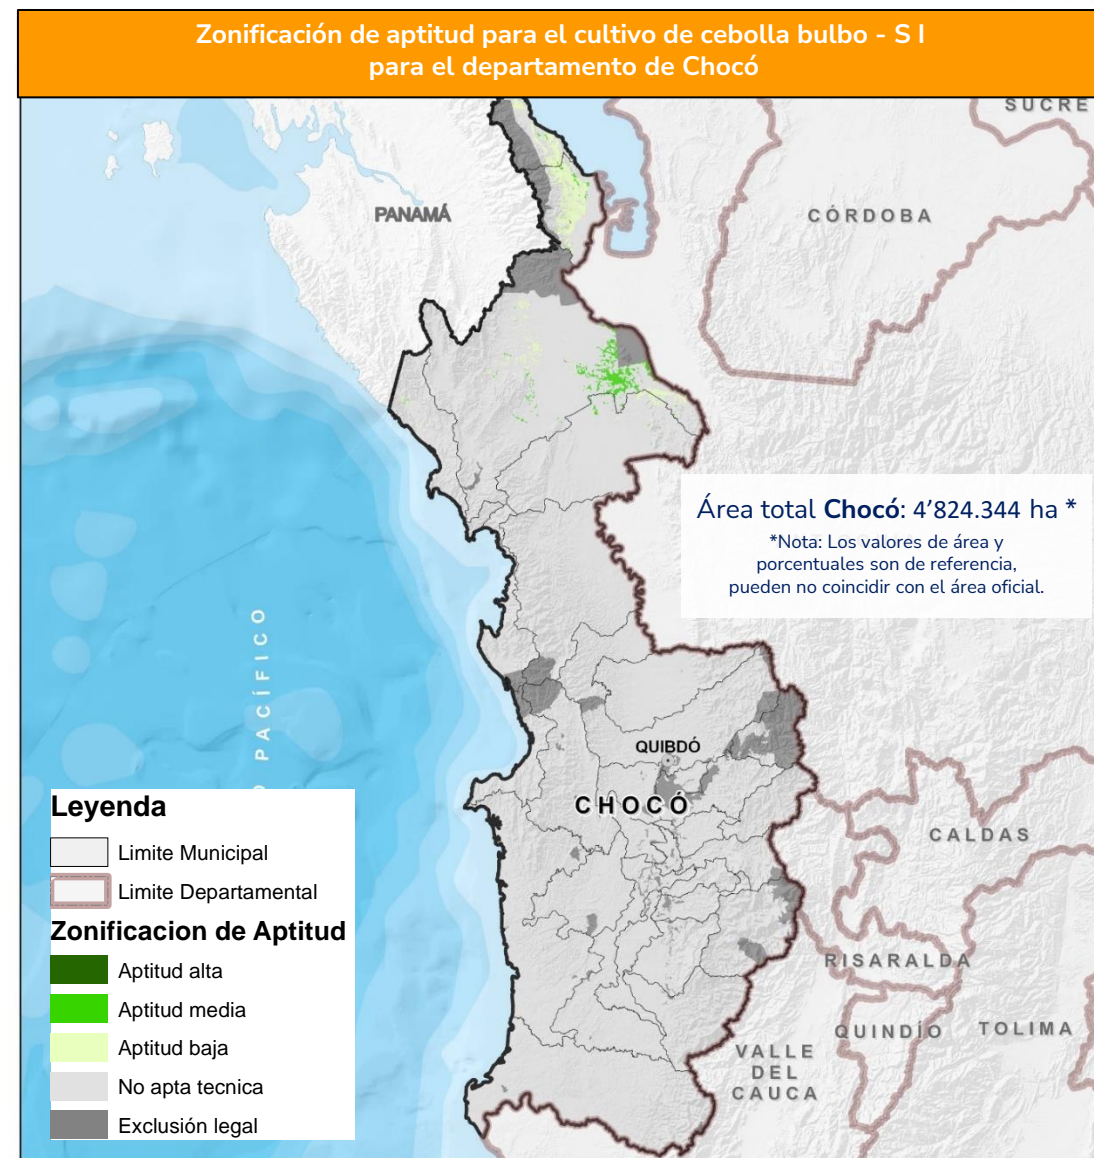 Zonificación de aptitud para el cultivo de cebolla bulbo - S I
para el departamento de Chocó
SUCRE
PANAMÁ
CÓRDOBA
Área total Chocó: 4’824.344 ha *
*Nota: Los valores de área y
porcentuales son de referencia,
pueden no coincidir con el área oficial.
PACÍFICO
QUIBDÓ
CHOCÓ
CALDAS
RISARALDA
QUINDÍO
TOLIMA
VALLE
DEL
CAUCA
Leyenda
Limite Municipal
Limite Departamental
Zonificacion de Aptitud
Aptitud alta
Aptitud media
Aptitud baja
No apta tecnica
Exclusión legal